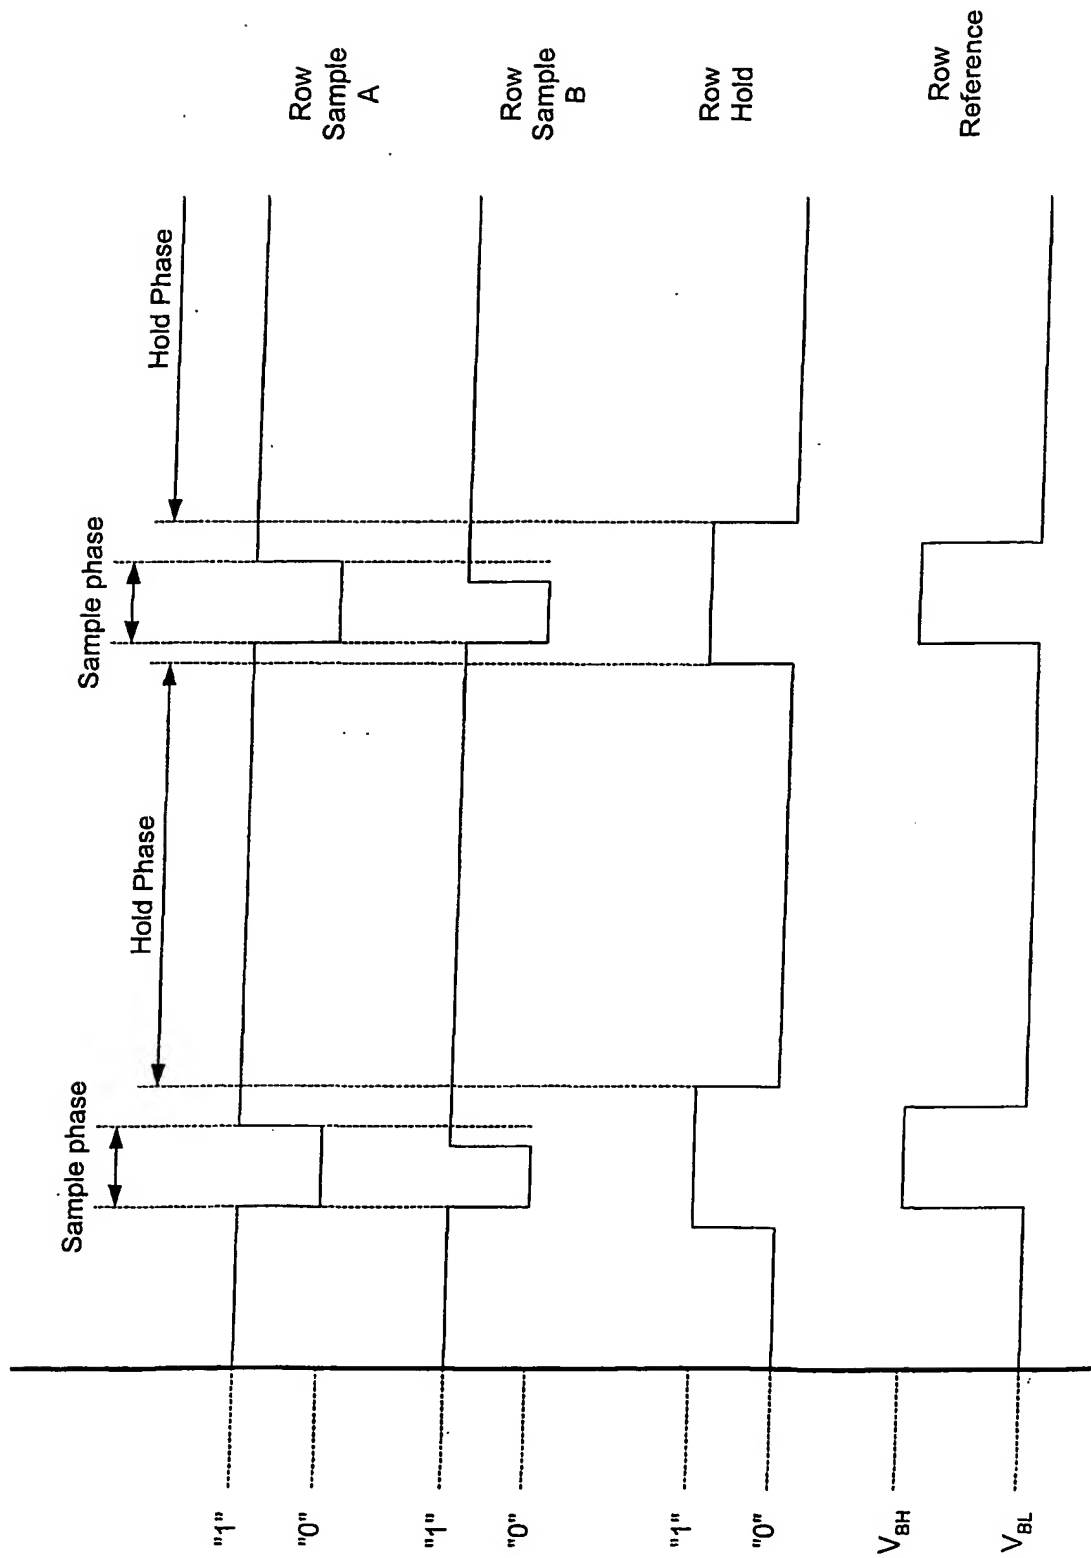 Sample phase
Hold Phase
Sample phase
Hold Phase
"1"
"0"
Row
Sample
A
"1"
"0"
Row
Sample
B
"1"
"0"
Row
Hold
VBH
VBL
Row
Reference